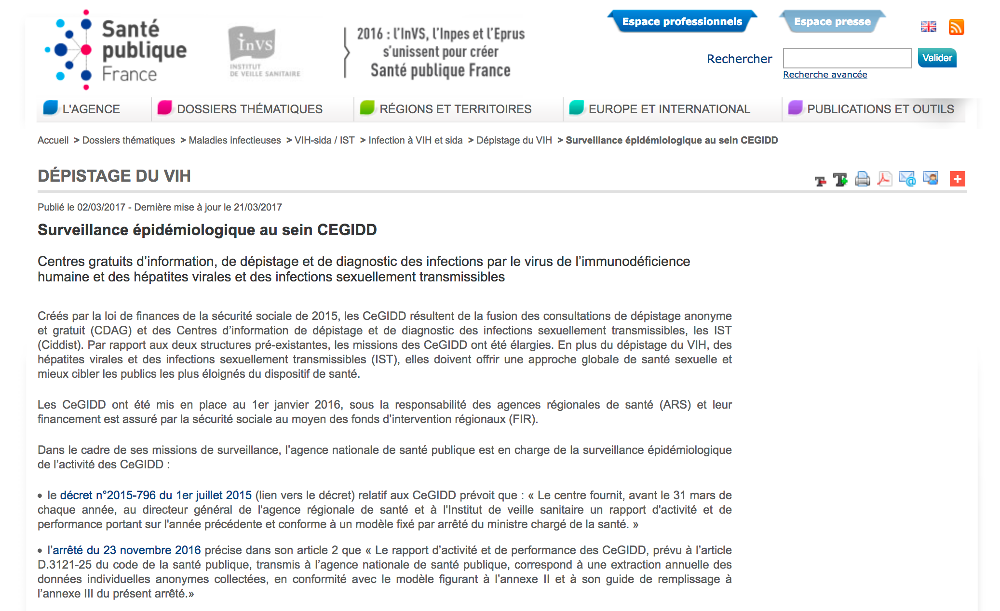 Santé
publique
France
InVS
INSTITUT
DE VEILLE SANITAIRE
2016 : l'InVS, l'Inpes et l'Eprus
s'unissent pour créer
Santé publique France
Espace professionnels
Espace presse
Rechercher
Valider
Recherche avancée
L'AGENCE
DOSSIERS THÉMATIQUES
RÉGIONS ET TERRITOIRES
EUROPE ET INTERNATIONAL
PUBLICATIONS ET OUTILS
Accueil > Dossiers thématiques > Maladies infectieuses > VIH-sida / IST > Infection à VIH et sida > Dépistage du VIH > Surveillance épidémiologique au sein CEGIDD
DÉPISTAGE DU VIH
Publié le 02/03/2017 - Dernière mise à jour le 21/03/2017
Surveillance épidémiologique au sein CEGIDD
Centres gratuits d’information, de dépistage et de diagnostic des infections par le virus de l’immunodéficience
humaine et des hépatites virales et des infections sexuellement transmissibles
Créés par la loi de finances de la sécurité sociale de 2015, les CeGIDD résultent de la fusion des consultations de dépistage anonyme
et gratuit (CDAG) et des Centres d’information de dépistage et de diagnostic des infections sexuellement transmissibles, les IST
(Ciddist). Par rapport aux deux structures pré-existantes, les missions des CeGIDD ont été élargies. En plus du dépistage du VIH, des
hépatites virales et des infections sexuellement transmissibles (IST), elles doivent offrir une approche globale de santé sexuelle et
mieux cibler les publics les plus éloignés du dispositif de santé.
Les CeGIDD ont été mis en place au 1er janvier 2016, sous la responsabilité des agences régionales de santé (ARS) et leur
financement est assuré par la sécurité sociale au moyen des fonds d’intervention régionaux (FIR).
Dans le cadre de ses missions de surveillance, l’agence nationale de santé publique est en charge de la surveillance épidémiologique
de l’activité des CeGIDD :
• le décret n°2015-796 du 1er juillet 2015 (lien vers le décret) relatif aux CeGIDD prévoit que : « Le centre fournit, avant le 31 mars de
chaque année, au directeur général de l'agence régionale de santé et à l'Institut de veille sanitaire un rapport d'activité et de
performance portant sur l'année précédente et conforme à un modèle fixé par arrêté du ministre chargé de la santé. »
• l’arrêté du 23 novembre 2016 précise dans son article 2 que « Le rapport d’activité et de performance des CeGIDD, prévu à l’article
D.3121-25 du code de la santé publique, transmis à l’agence nationale de santé publique, correspond à une extraction annuelle des
données individuelles anonymes collectées, en conformité avec le modèle figurant à l’annexe II et à son guide de remplissage à
l’annexe III du présent arrêté.»